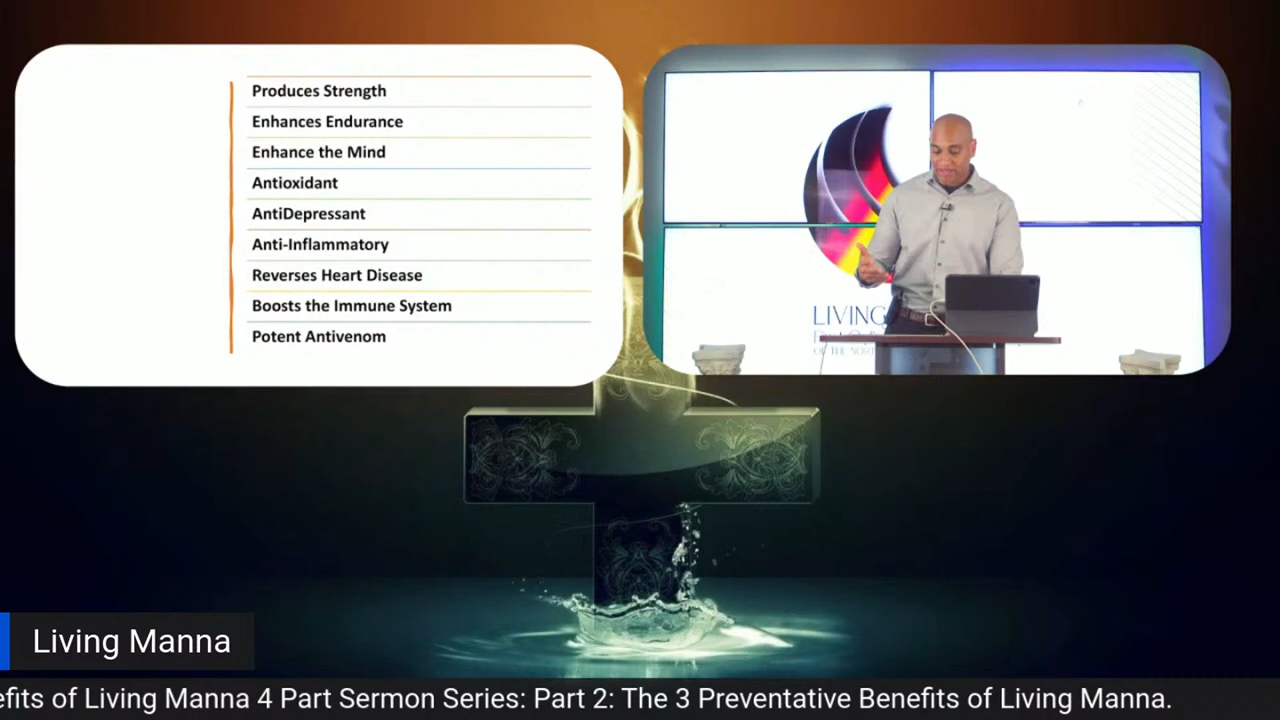 Produces Strength
Enhances Endurance
Enhance the Mind
Antioxidant
AntiDepressant
Anti-Inflammatory
Reverses Heart Disease
Boosts the Immune System
Potent Antivenom
LIVING
Living Manna
efits of Living Manna 4 Part Sermon Series: Part 2: The 3 Preventative Benefits of Living Manna.